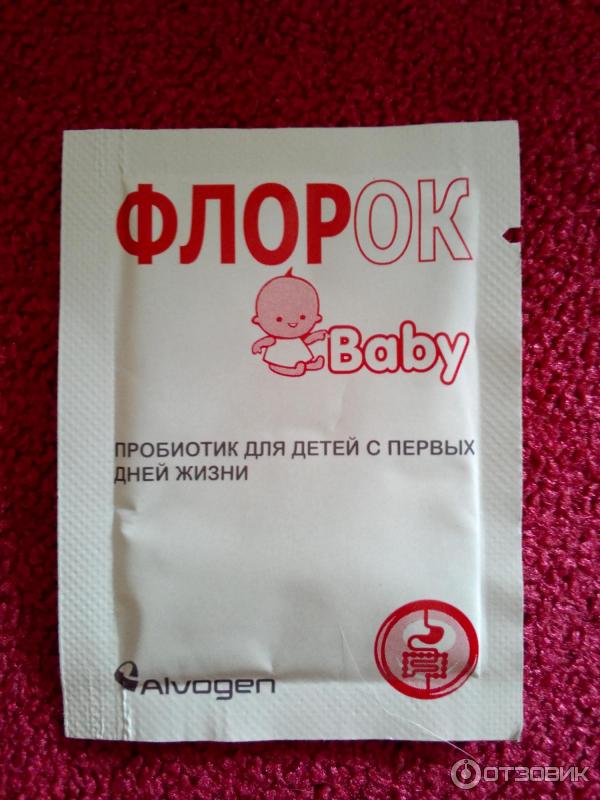 ФЛОРОК
Baby
ПРОБИОТИК ДЛЯ ДЕТЕЙ С ПЕРВЫХ
ДНЕЙ ЖИЗНИ
Alvogen
ОТЗОВИК